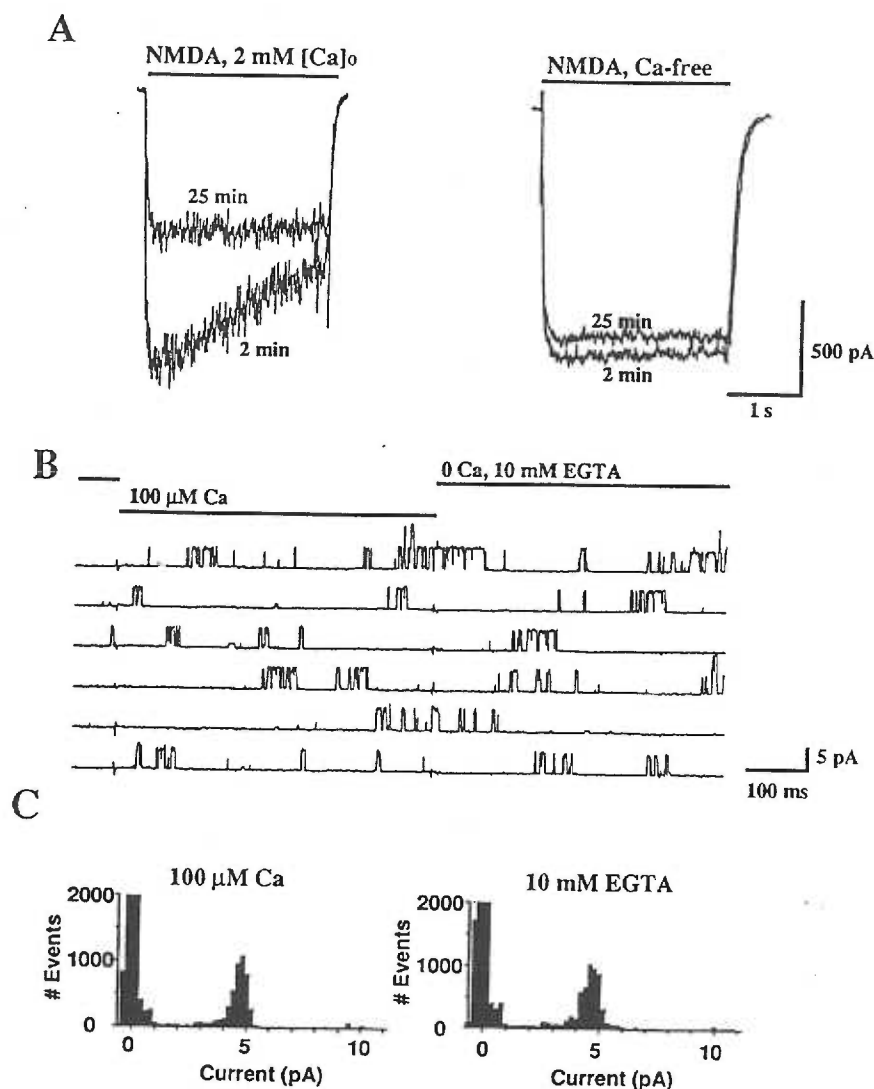 A
NMDA, 2 mM [Ca]o
NMDA, Ca-free
25 min
2 min
25 min
2 min
500 pA
1 s
B
100 µM Ca
0 Ca, 10 mM EGTA
5 pA
100 ms
C
100 µM Ca
10 mM EGTA
2000
1000
0
# Events
0 5 10
Current (pA)
2000
1000
0
# Events
0 5 10
Current (pA)